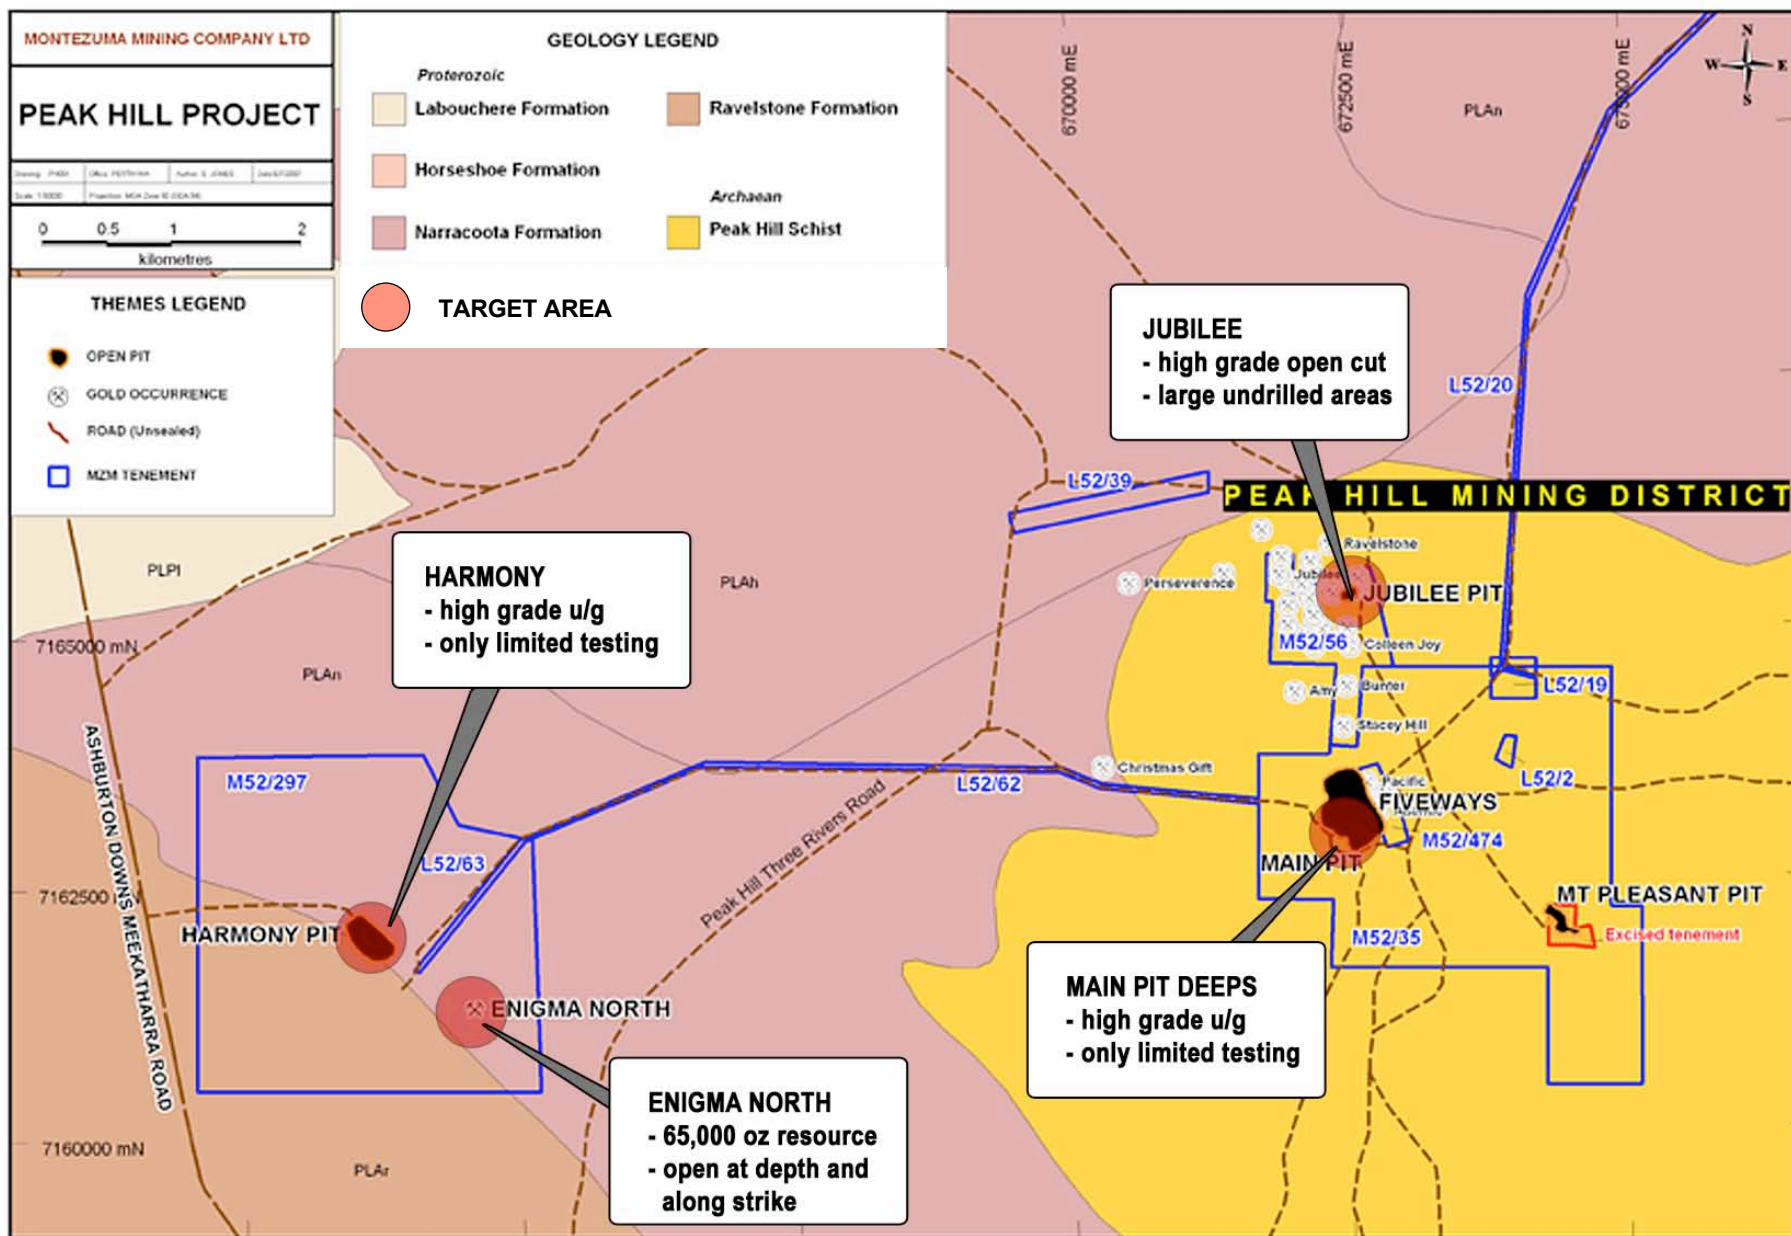 MONTEZUMA MINING COMPANY LTD
PEAK HILL PROJECT
0 0.5 1 2
kilometres
THEMES LEGEND
OPEN PIT
GOLD OCCURRENCE
ROAD (Unsealed)
MZM TENEMENT
GEOLOGY LEGEND
Proterozoic
Labouchere Formation
Ravelstone Formation
Horseshoe Formation
Archaean
Narracoota Formation
Peak Hill Schist
TARGET AREA
670000 mE
672500 mE
675000 mE
N
W E
S
PLAn
JUBILEE
- high grade open cut
- large undrilled areas
L52/20
L52/39
PEAK HILL MINING DISTRICT
Ravelstone
Perseverence
Jubilee
JUBILEE PIT
M52/56
Colleen Joy
Amy
Bunter
L52/19
Stacey Hill
PLPl
PLAh
HARMONY
- high grade u/g
- only limited testing
7165000 mN
PLAn
ASHBURTON DOWNS MEEKATHARRA ROAD
M52/297
L52/62
Christmas Gift
Pacific
L52/2
FIVEWAYS
M52/474
MAIN PIT
L52/63
Peak Hill Three Rivers Road
7162500 mN
HARMONY PIT
MT PLEASANT PIT
Excised tenement
M52/35
ENIGMA NORTH
MAIN PIT DEEPS
- high grade u/g
- only limited testing
ENIGMA NORTH
- 65,000 oz resource
- open at depth and
along strike
7160000 mN
PLAr